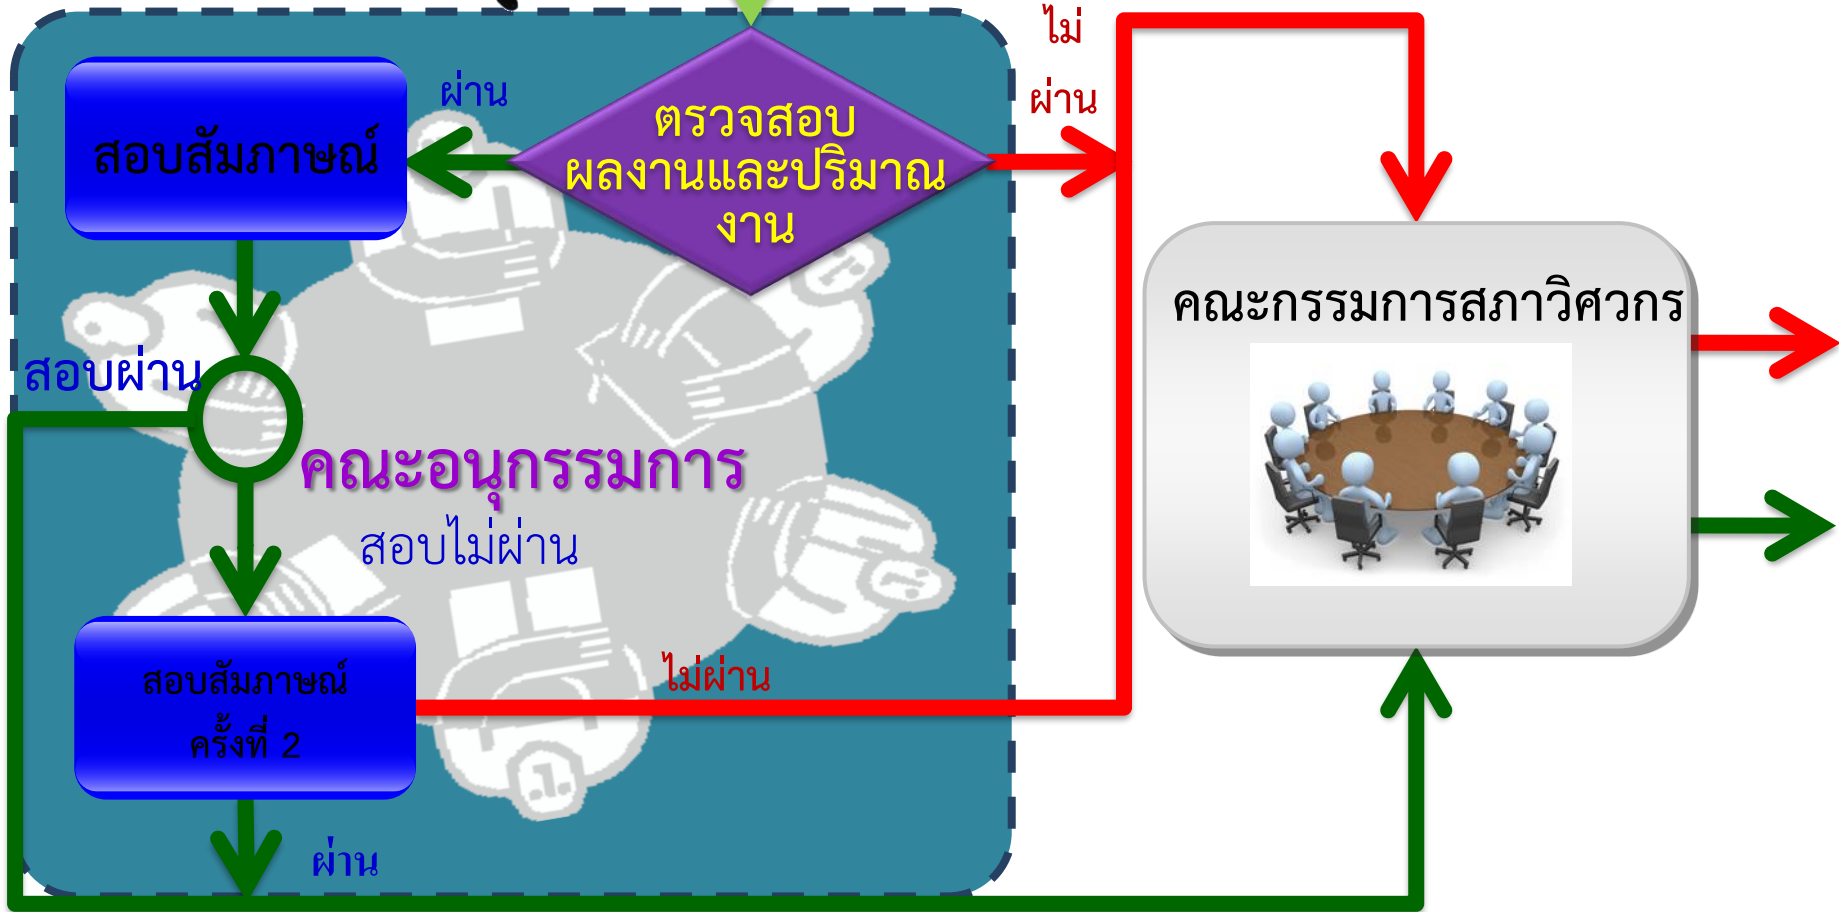 ไม่
ผ่าน
ผ่าน
ตรวจสอบ
ผลงานและปริมาณ
งาน
สอบสัมภาษณ์
คณะกรรมการสภาวิศวกร
สอบผ่าน
คณะอนุกรรมการ
สอบไม่ผ่าน
สอบสัมภาษณ์
ครั้งที่ 2
ไม่ผ่าน
ผ่าน